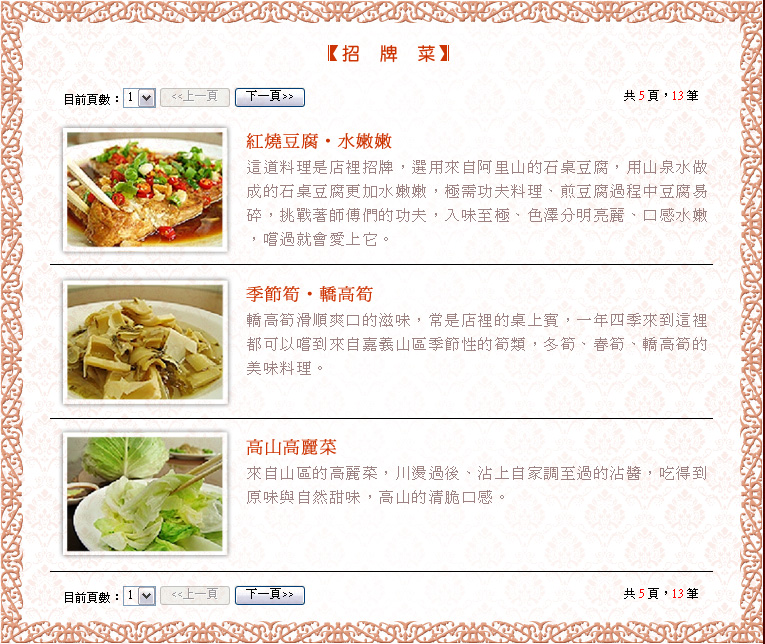 【招 牌 菜】
目前頁數：1 <<上一頁 下一頁>> 共 5 頁，13 筆
紅燒豆腐‧水嫩嫩
這道料理是店裡招牌，選用來自阿里山的石桌豆腐，用山泉水做
成的石桌豆腐更加水嫩嫩，極需功夫料理、煎豆腐過程中豆腐易
碎，挑戰著師傅們的功夫，入味至極、色澤分明亮麗、口感水嫩
，嚐過就會愛上它。
季節筍‧轎高筍
轎高筍滑順爽口的滋味，常是店裡的桌上賓，一年四季來到這裡
都可以嚐到來自嘉義山區季節性的筍類，冬筍、春筍、轎高筍的
美味料理。
高山高麗菜
來自山區的高麗菜，川燙過後、沾上自家調至過的沾醬，吃得到
原味與自然甜味，高山的清脆口感。
目前頁數：1 <<上一頁 下一頁>> 共 5 頁，13 筆